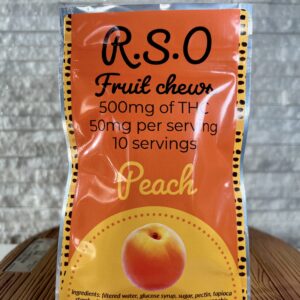 R.S.O
Fruit chews
500mg of THC
50mg per serving
10 servings
Peach
Ingredients: filtered water, glucose syrup, sugar, pectin, tapioca